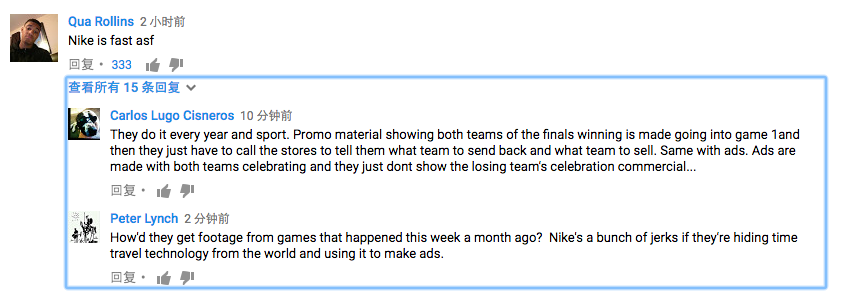 Qua Rollins 2 小时前
Nike is fast asf
回复 · 333
查看所有 15 条回复
Carlos Lugo Cisneros 10 分钟前
They do it every year and sport. Promo material showing both teams of the finals winning is made going into game 1and
then they just have to call the stores to tell them what team to send back and what team to sell. Same with ads. Ads are
made with both teams celebrating and they just dont show the losing team's celebration commercial...
回复 ·
Peter Lynch 2 分钟前
How'd they get footage from games that happened this week a month ago?  Nike's a bunch of jerks if they're hiding time
travel technology from the world and using it to make ads.
回复 ·